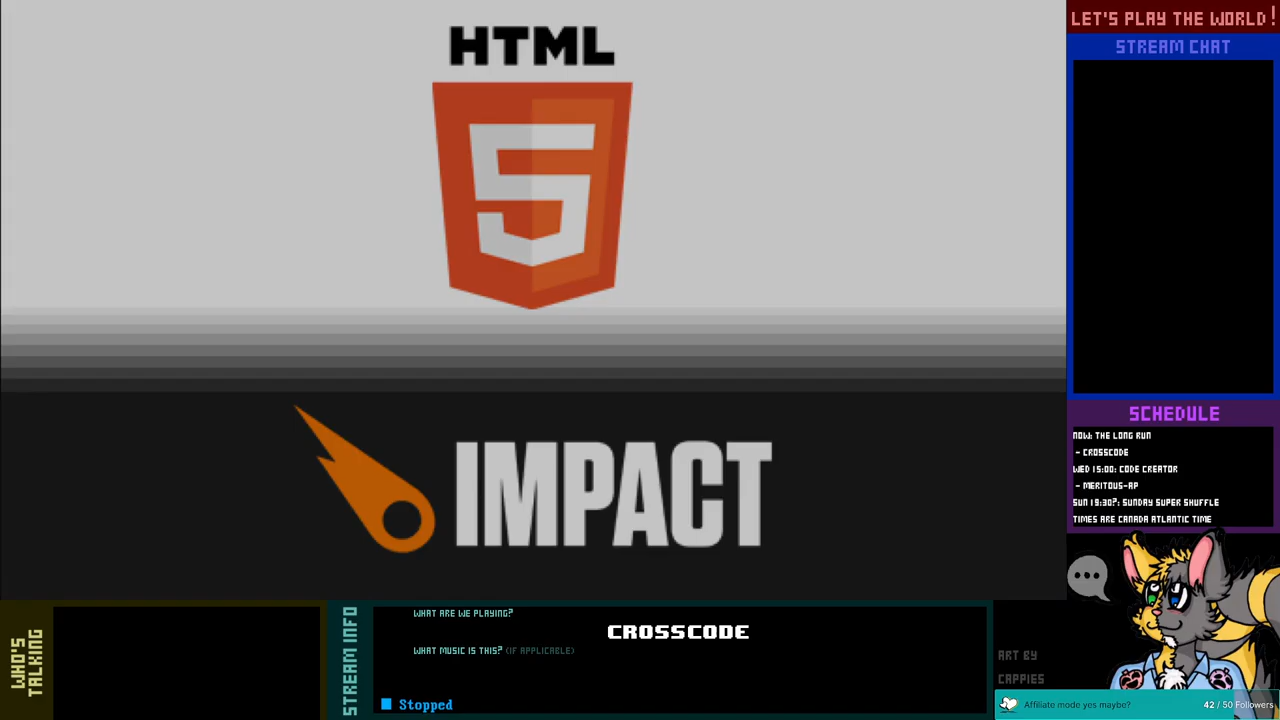 HTML
5
IMPACT
LET'S PLAY THE WORLD!
STREAM CHAT
SCHEDULE
NOW: THE LONG RUN
- CROSSCODE
WED 15:00: CODE CREATOR
- MERITOUS-AP
SUN 19:30?: SUNDAY SUPER SHUFFLE
TIMES ARE CANADA ATLANTIC TIME
WHO'S TALKING
STREAM INFO
WHAT ARE WE PLAYING?
CROSSCODE
WHAT MUSIC IS THIS? (IF APPLICABLE)
Stopped
ART BY
CAPPIES
Affiliate mode yes maybe?
42 / 50 Followers